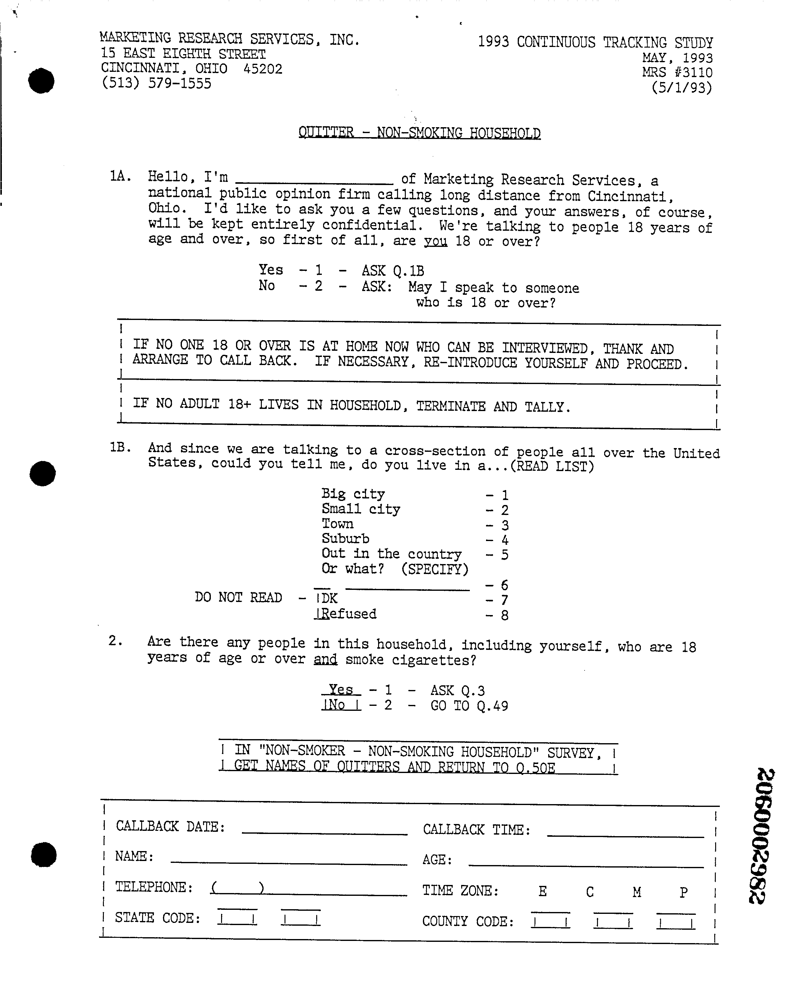 MARKETING RESEARCH SERVICES, INC.
15 EAST EIGHTH STREET
CINCINNATI, OHIO 45202
(513) 579-1555
1993 CONTINUOUS TRACKING STUDY
MAY, 1993
MRS #3110
(5/1/93)
QUITTER - NON-SMOKING HOUSEHOLD
1A. Hello, I'm ____________________ of Marketing Research Services, a
national public opinion firm calling long distance from Cincinnati,
Ohio. I'd like to ask you a few questions, and your answers, of course,
will be kept entirely confidential. We're talking to people 18 years of
age and over, so first of all, are you 18 or over?
Yes - 1 - ASK Q.1B
No - 2 - ASK: May I speak to someone
who is 18 or over?
IF NO ONE 18 OR OVER IS AT HOME NOW WHO CAN BE INTERVIEWED, THANK AND
ARRANGE TO CALL BACK. IF NECESSARY, RE-INTRODUCE YOURSELF AND PROCEED.
IF NO ADULT 18+ LIVES IN HOUSEHOLD, TERMINATE AND TALLY.
1B. And since we are talking to a cross-section of people all over the United
States, could you tell me, do you live in a...(READ LIST)
Big city - 1
Small city - 2
Town - 3
Suburb - 4
Out in the country - 5
Or what? (SPECIFY)
________________ - 6
DO NOT READ - DK - 7
Refused - 8
2. Are there any people in this household, including yourself, who are 18
years of age or over and smoke cigarettes?
Yes - 1 - ASK Q.3
No - 2 - GO TO Q.49
IN "NON-SMOKER - NON-SMOKING HOUSEHOLD" SURVEY,
GET NAMES OF QUITTERS AND RETURN TO Q.50E
CALLBACK DATE: ____________________ CALLBACK TIME: ____________________
NAME: ____________________ AGE: ____________________
TELEPHONE: (    ) ____________________ TIME ZONE: E C M P
STATE CODE: COUNTY CODE:
2060002982